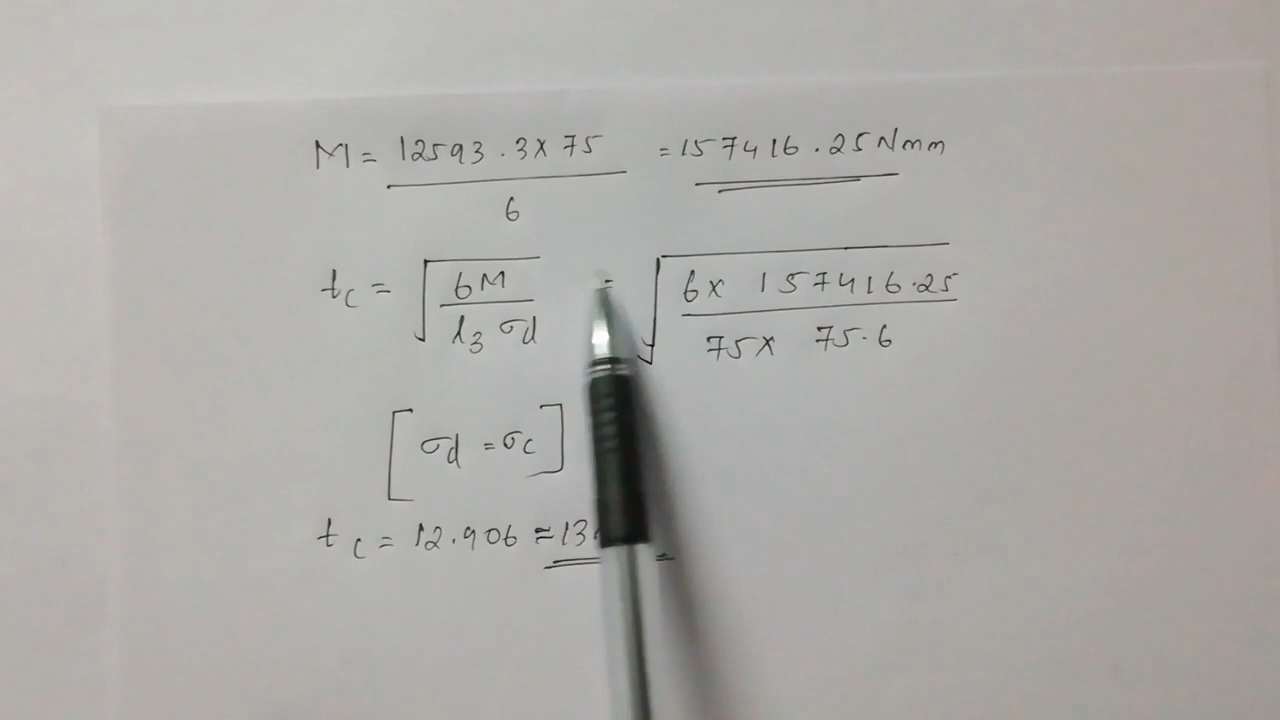 M = 12593.3 x 75 / 6 = 157416.25 Nmm
tc = √(6M / l3 σd) = √(6 x 157416.25 / 75 x 75.6)
[σd = σc]
tc = 12.906 ≈ 13